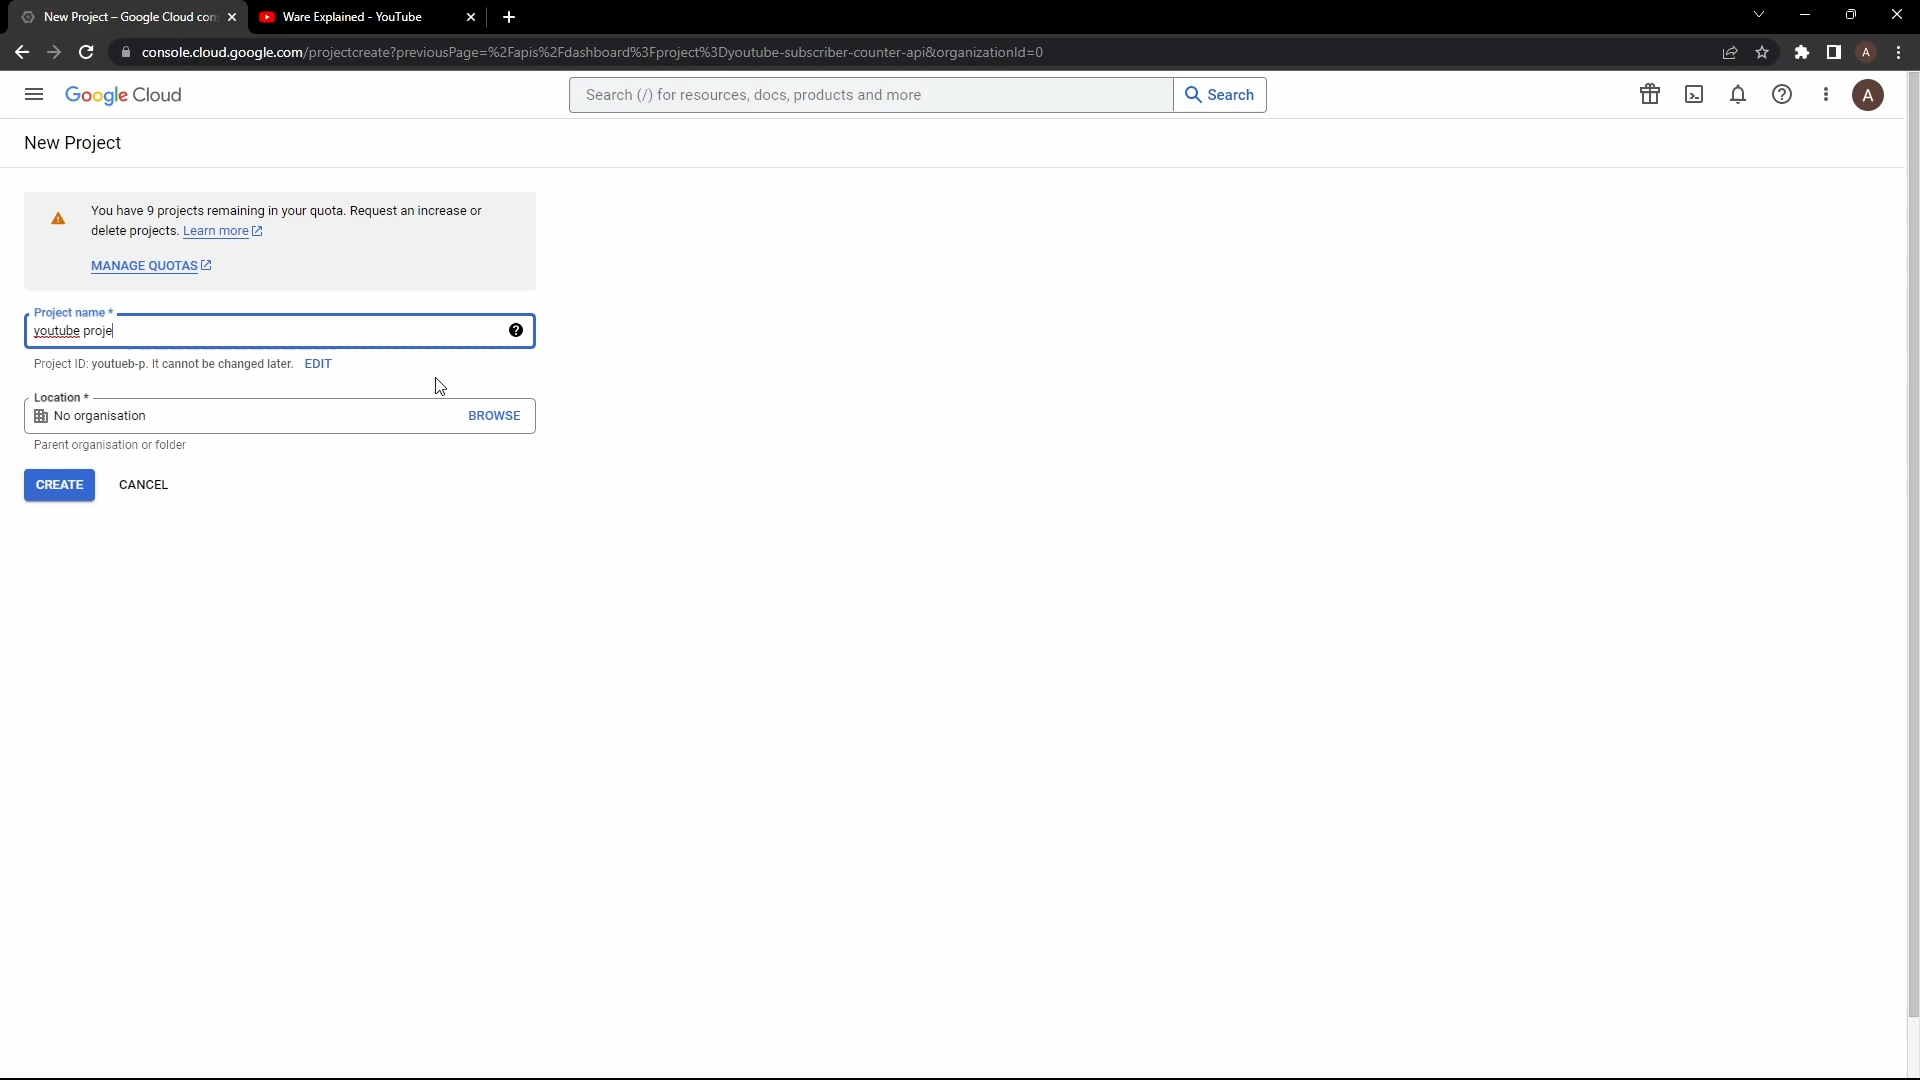 New Project – Google Cloud con
Ware Explained - YouTube
console.cloud.google.com/projectcreate?previousPage=%2Fapis%2Fdashboard%3Fproject%3Dyoutube-subscriber-counter-api&organizationId=0
A
Google Cloud
Search (/) for resources, docs, products and more
Search
A
New Project
You have 9 projects remaining in your quota. Request an increase or
delete projects. Learn more
MANAGE QUOTAS
Project name *
youtube proje
Project ID: youtueb-p. It cannot be changed later. EDIT
Location *
No organisation
BROWSE
Parent organisation or folder
CREATE
CANCEL